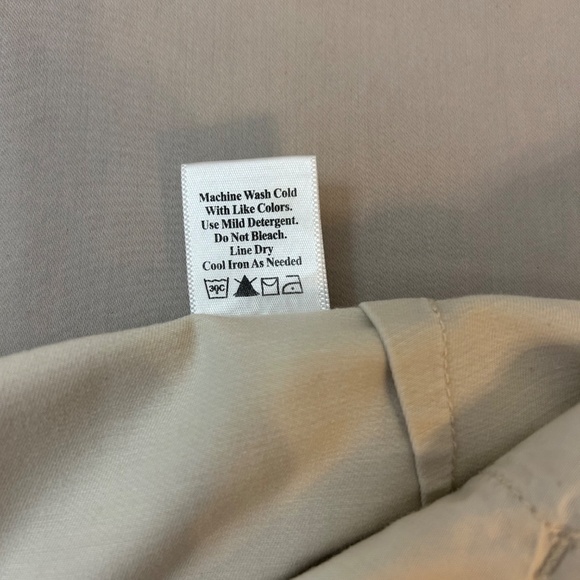 Machine Wash Cold
With Like Colors.
Use Mild Detergent.
Do Not Bleach.
Line Dry
Cool Iron As Needed
30C